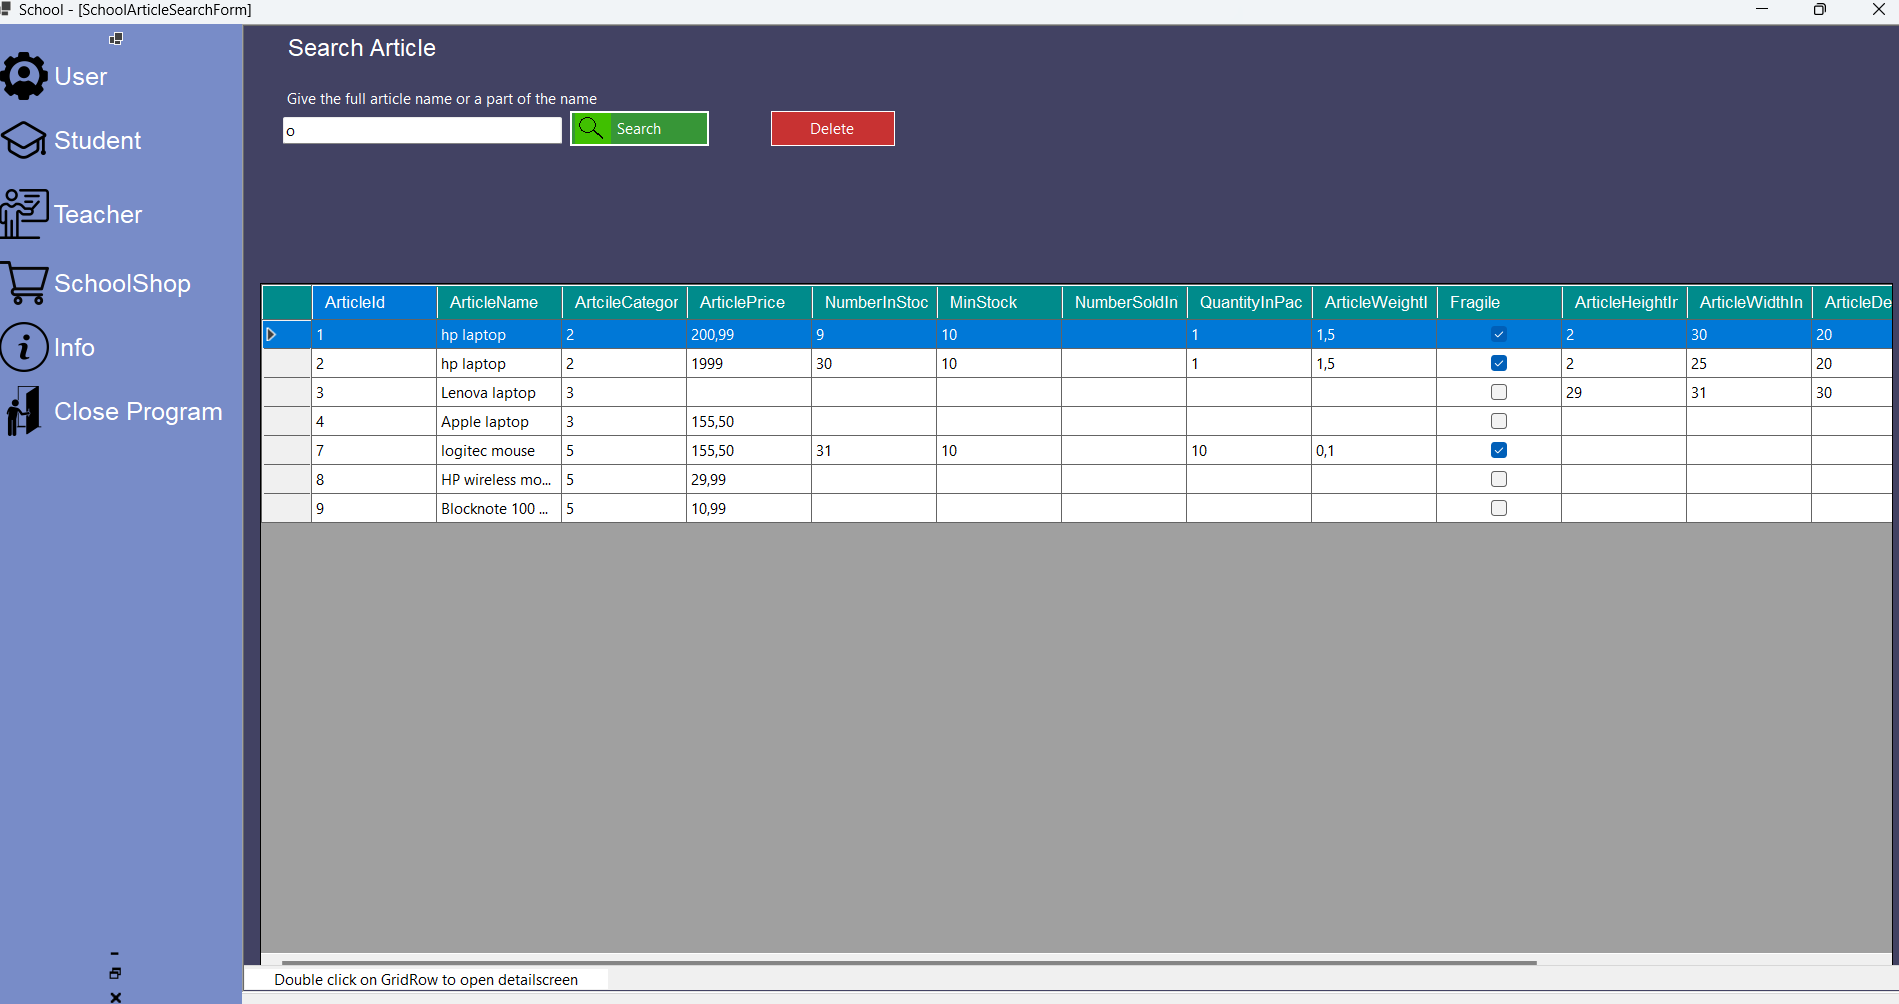 School - [SchoolArticleSearchForm]
User
Student
Teacher
SchoolShop
Info
Close Program
Search Article
Give the full article name or a part of the name
o Search Delete
ArticleId ArticleName ArtcileCategor ArticlePrice NumberInStoc MinStock NumberSoldIn QuantityInPac ArticleWeightI Fragile ArticleHeightIr ArticleWidthIn ArticleDe
1 hp laptop 2 200,99 9 10 1 1,5 2 30 20
2 hp laptop 2 1999 30 10 1 1,5 2 25 20
3 Lenova laptop 3 29 31 30
4 Apple laptop 3 155,50
7 logitec mouse 5 155,50 31 10 10 0,1
8 HP wireless mo... 5 29,99
9 Blocknote 100 ... 5 10,99
Double click on GridRow to open detailscreen